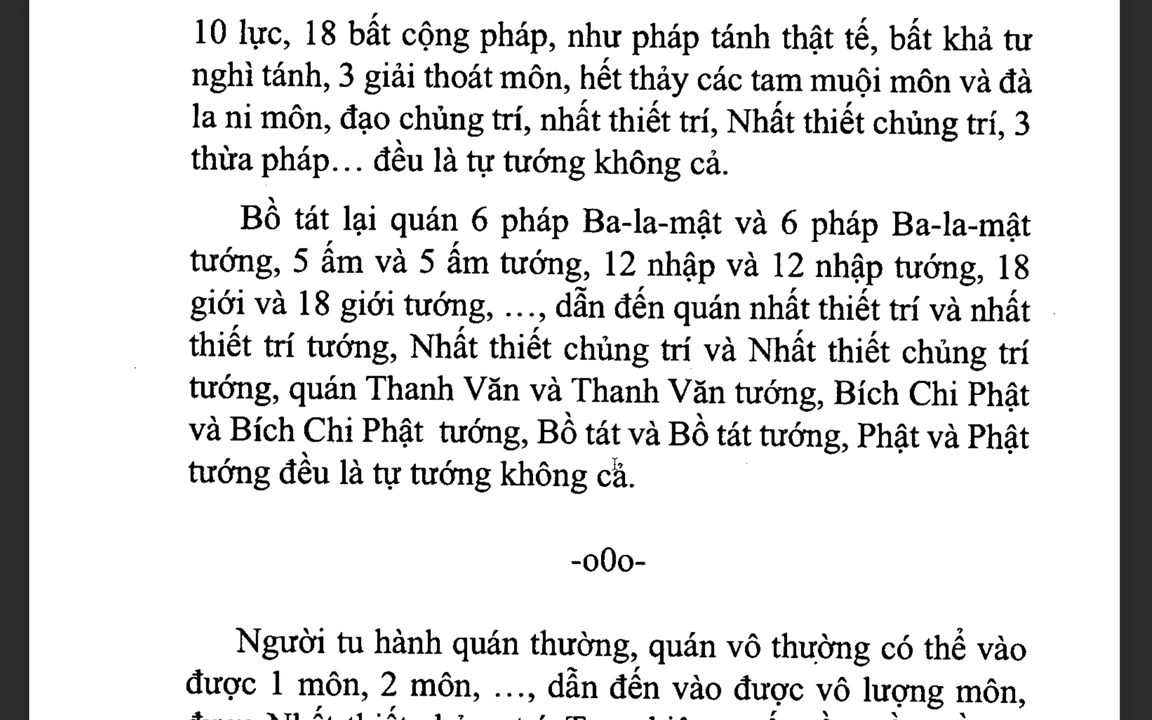 10 lực, 18 bất cộng pháp, như pháp tánh thật tế, bất khả tư
nghì tánh, 3 giải thoát môn, hết thảy các tam muội môn và đà
la ni môn, đạo chủng trí, nhất thiết trí, Nhất thiết chủng trí, 3
thừa pháp… đều là tự tướng không cả.
Bồ tát lại quán 6 pháp Ba-la-mật và 6 pháp Ba-la-mật
tướng, 5 ấm và 5 ấm tướng, 12 nhập và 12 nhập tướng, 18
giới và 18 giới tướng, …, dẫn đến quán nhất thiết trí và nhất
thiết trí tướng, Nhất thiết chủng trí và Nhất thiết chủng trí
tướng, quán Thanh Văn và Thanh Văn tướng, Bích Chi Phật
và Bích Chi Phật tướng, Bồ tát và Bồ tát tướng, Phật và Phật
tướng đều là tự tướng không cả.
-o0o-
Người tu hành quán thường, quán vô thường có thể vào
được 1 môn, 2 môn, …, dẫn đến vào được vô lượng môn,